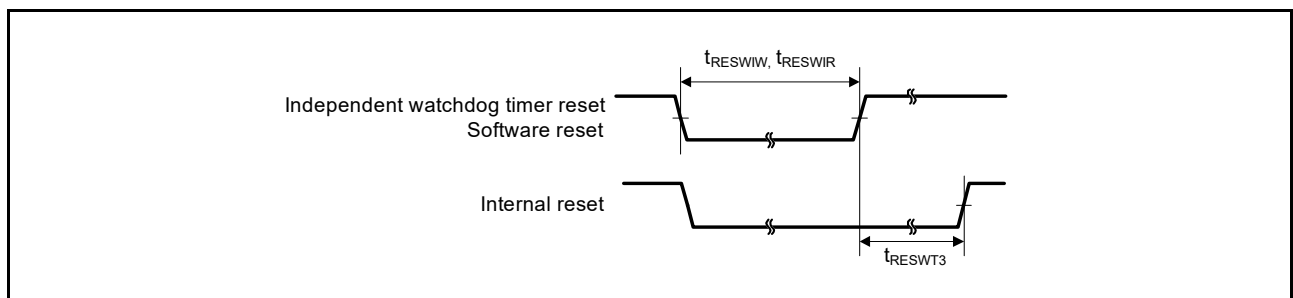 tRESWIW, tRESWIR
Independent watchdog timer reset
Software reset
Internal reset
tRESWT3